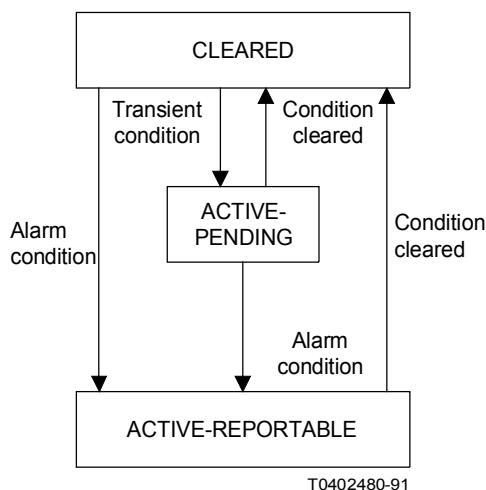 CLEARED
Transient
condition
Condition
cleared
ACTIVE-
PENDING
Alarm
condition
Condition
cleared
Alarm
condition
ACTIVE-REPORTABLE
T0402480-91